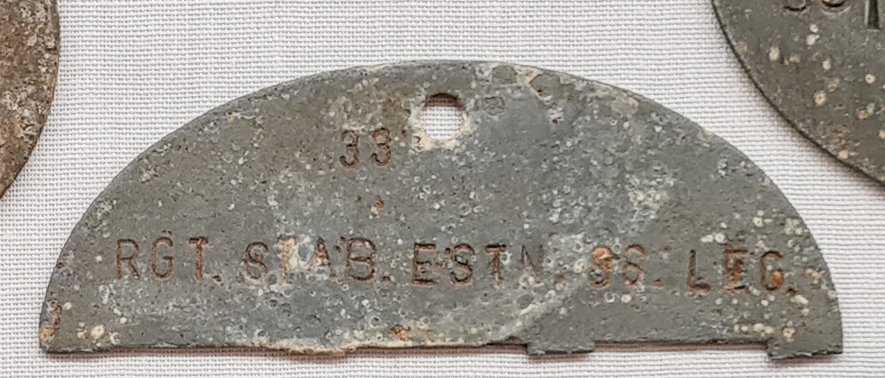 33
RGT. STAB. ESTN. SS. LEG.